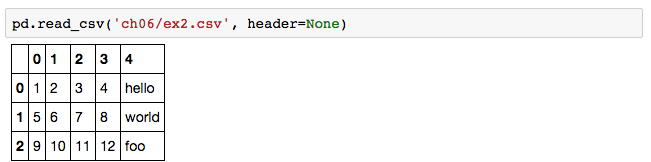 pd.read_csv('ch06/ex2.csv', header=None)
0 1 2 3 4
0 1 2 3 4 hello
1 5 6 7 8 world
2 9 10 11 12 foo